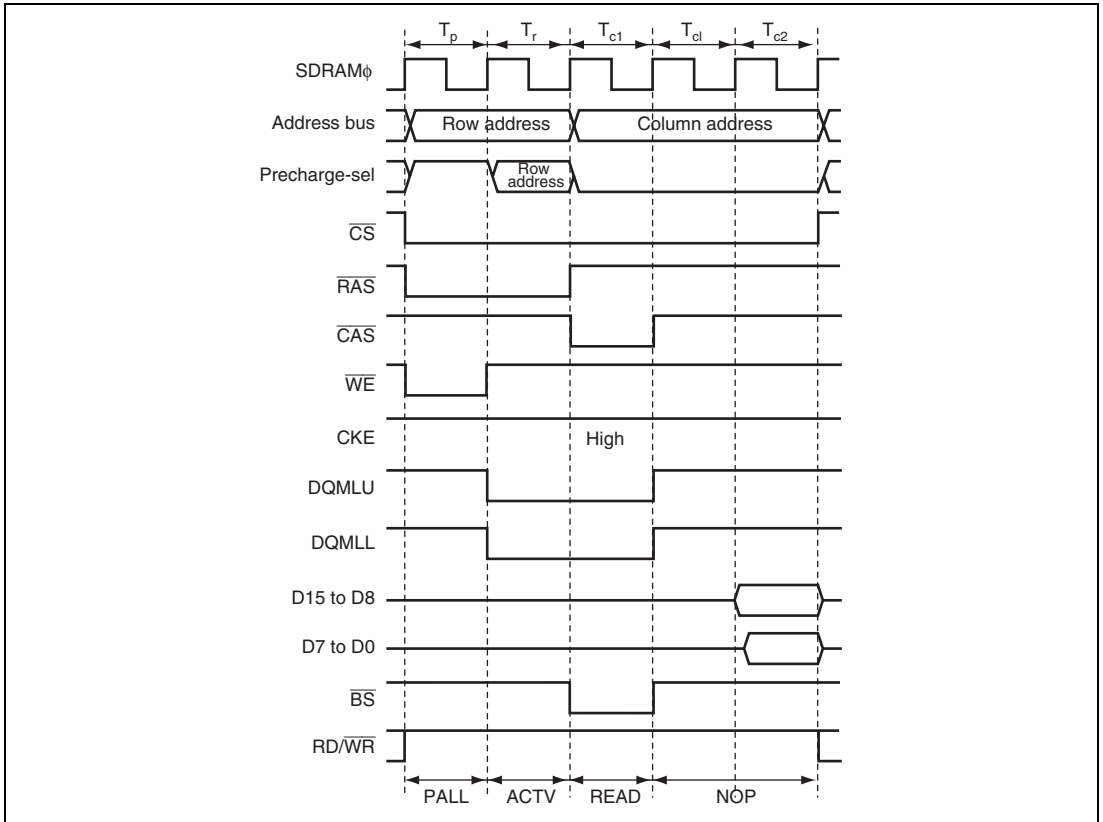 Tp Tr Tc1 Tcl Tc2
SDRAMϕ
Address bus Row address Column address
Precharge-sel Row address
CS
RAS
CAS
WE
CKE High
DQMLU
DQMLL
D15 to D8
D7 to D0
BS
RD/WR
PALL ACTV READ NOP